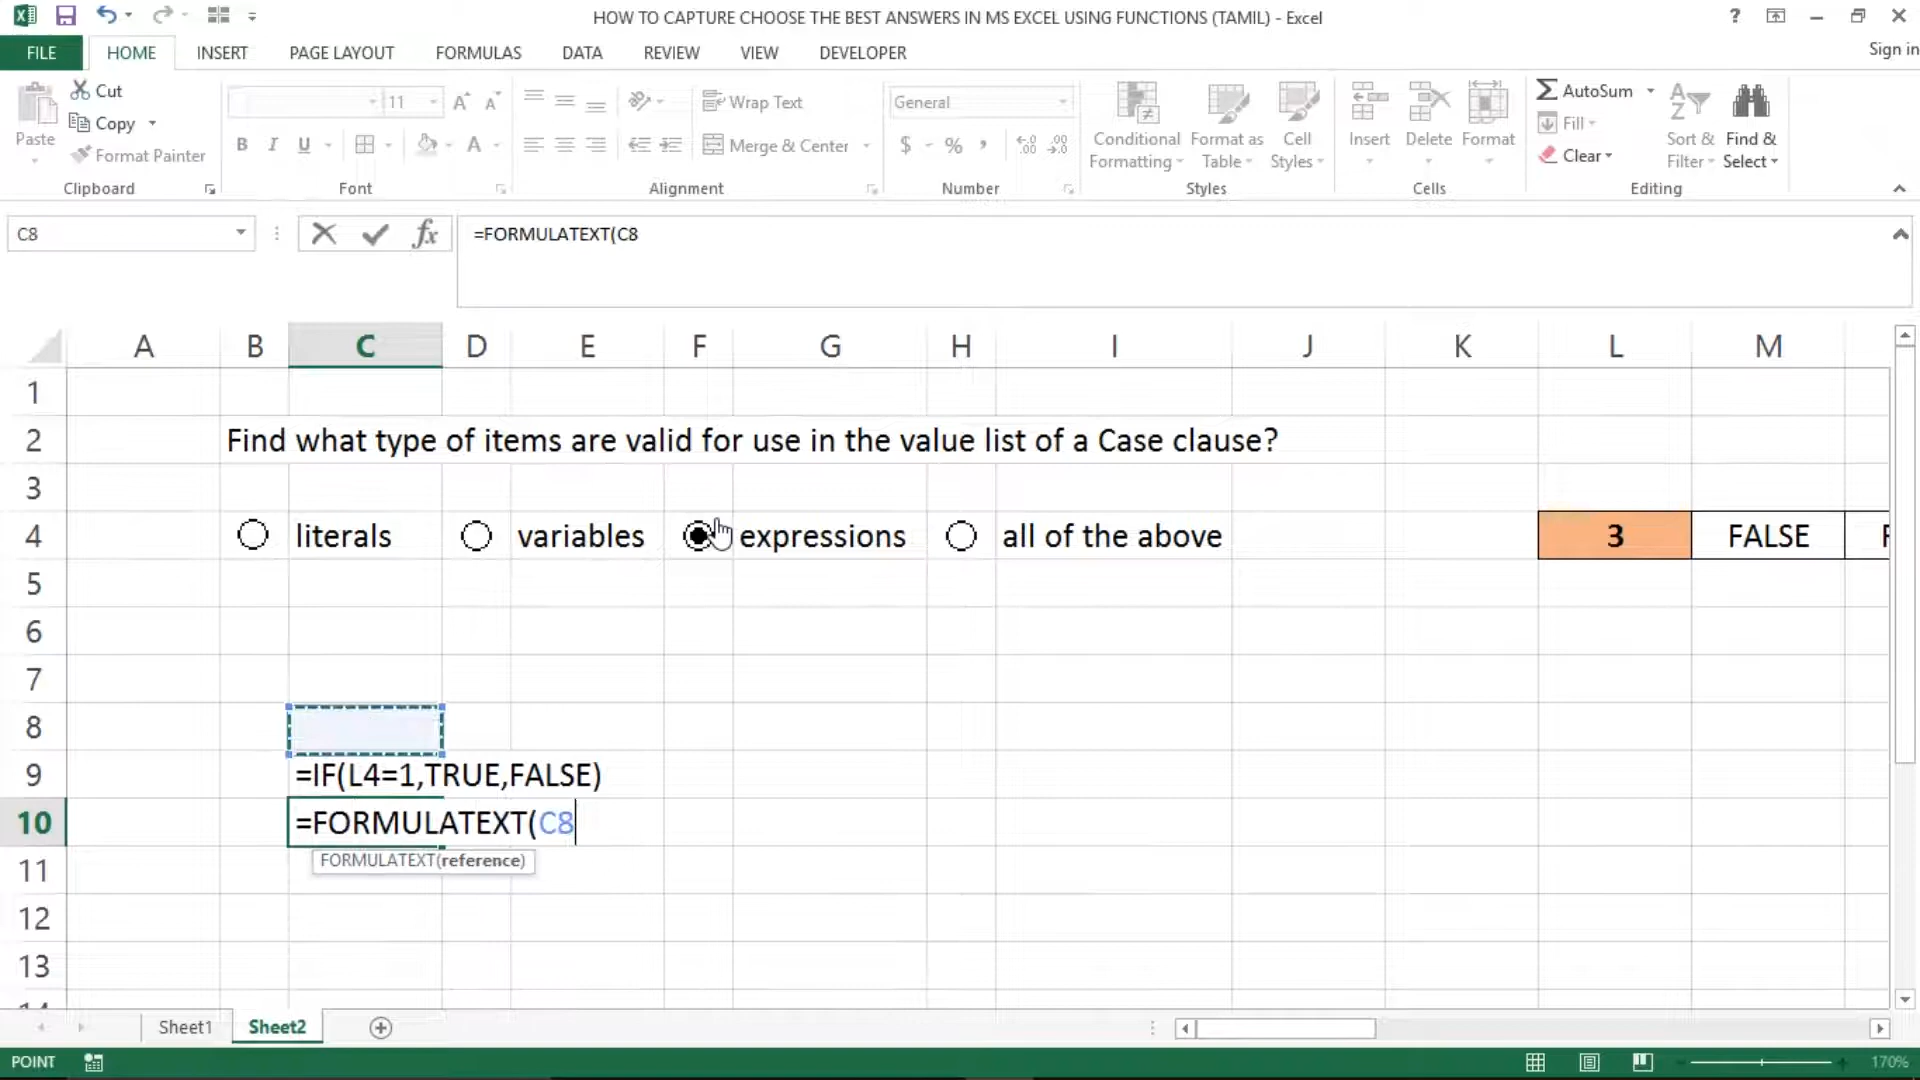 HOW TO CAPTURE CHOOSE THE BEST ANSWERS IN MS EXCEL USING FUNCTIONS (TAMIL) - Excel
?
FILE HOME INSERT PAGE LAYOUT FORMULAS DATA REVIEW VIEW DEVELOPER
Sign in
Paste
Cut
Copy
Format Painter
Clipboard
11
B I U
Font
Wrap Text
Merge & Center
Alignment
General
$ % ,
Number
Conditional Formatting
Format as Table
Cell Styles
Styles
Insert
Delete
Format
Cells
AutoSum
Fill
Clear
Sort & Filter
Find & Select
Editing
C8
fx
=FORMULATEXT(C8
A B C D E F G H I J K L M
1
2 Find what type of items are valid for use in the value list of a Case clause?
3
4 literals variables expressions all of the above 3 FALSE
5
6
7
8
9 =IF(L4=1,TRUE,FALSE)
10 =FORMULATEXT(C8
FORMULATEXT(reference)
11
12
13
Sheet1 Sheet2
POINT
170%